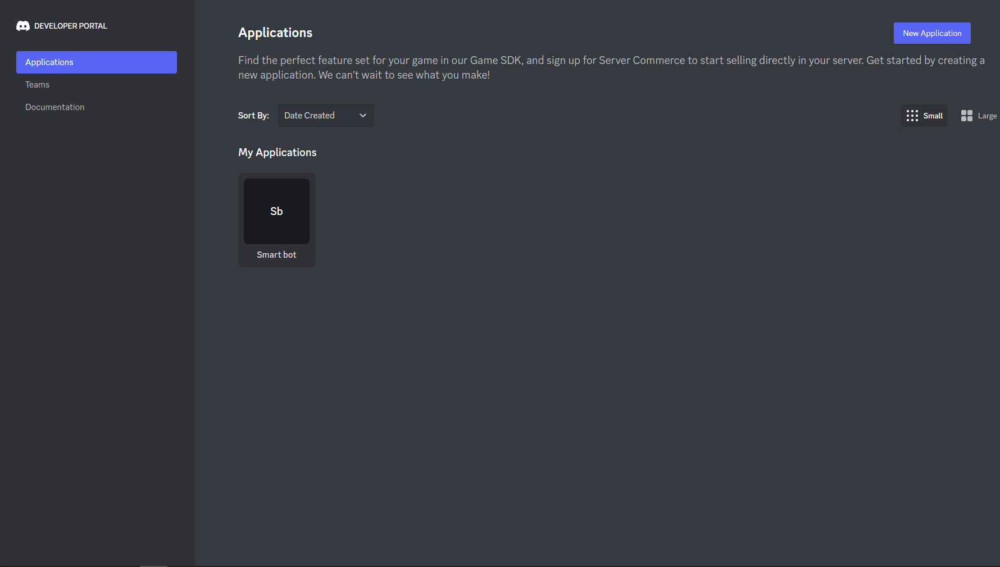 DEVELOPER PORTAL
Applications
Teams
Documentation
Applications
New Application
Find the perfect feature set for your game in our Game SDK, and sign up for Server Commerce to start selling directly in your server. Get started by creating a
new application. We can't wait to see what you make!
Sort By: Date Created
Small Large
My Applications
Sb
Smart bot